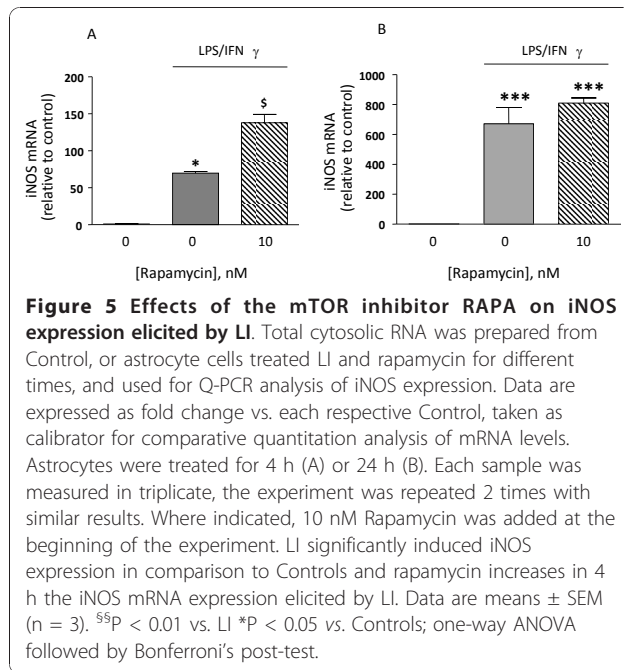 A
LPS/IFN γ
iNOS mRNA
(relative to control)
200
150
100
50
0
*
$
0
0
10
[Rapamycin], nM
B
LPS/IFN γ
iNOS mRNA
(relative to control)
1000
800
600
400
200
0
***
***
0
0
10
[Rapamycin], nM
Figure 5 Effects of the mTOR inhibitor RAPA on iNOS
expression elicited by LI. Total cytosolic RNA was prepared from
Control, or astrocyte cells treated LI and rapamycin for different
times, and used for Q-PCR analysis of iNOS expression. Data are
expressed as fold change vs. each respective Control, taken as
calibrator for comparative quantitation analysis of mRNA levels.
Astrocytes were treated for 4 h (A) or 24 h (B). Each sample was
measured in triplicate, the experiment was repeated 2 times with
similar results. Where indicated, 10 nM Rapamycin was added at the
beginning of the experiment. LI significantly induced iNOS
expression in comparison to Controls and rapamycin increases in 4
h the iNOS mRNA expression elicited by LI. Data are means ± SEM
(n = 3). §§P < 0.01 vs. LI *P < 0.05 vs. Controls; one-way ANOVA
followed by Bonferroni's post-test.